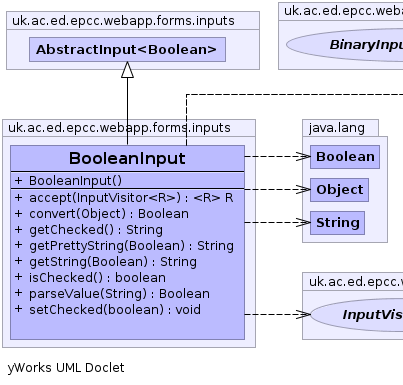 uk.ac.ed.epcc.webapp.forms.inputs
AbstractInput<Boolean>
uk.ac.ed.epcc.weba
BinaryInpu
uk.ac.ed.epcc.webapp.forms.inputs
BooleanInput
+ BooleanInput()
+ accept(InputVisitor<R>) : <R> R
+ convert(Object) : Boolean
+ getChecked() : String
+ getPrettyString(Boolean) : String
+ getString(Boolean) : String
+ isChecked() : boolean
+ parseValue(String) : Boolean
+ setChecked(boolean) : void
java.lang
Boolean
Object
String
uk.ac.ed.epcc.w
InputVis
yWorks UML Doclet